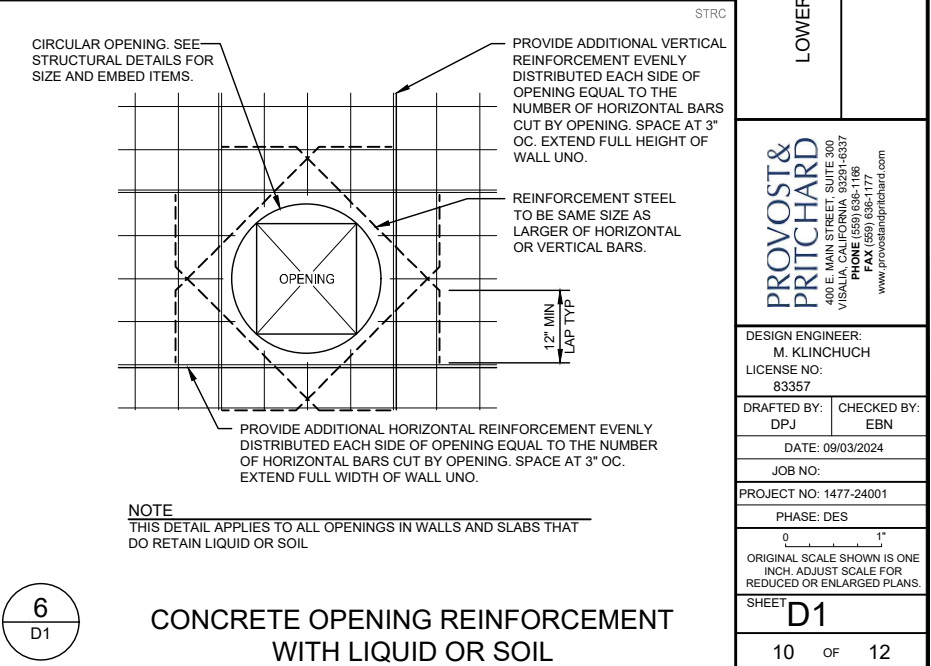 STRC
CIRCULAR OPENING. SEE
STRUCTURAL DETAILS FOR
SIZE AND EMBED ITEMS.
PROVIDE ADDITIONAL VERTICAL
REINFORCEMENT EVENLY
DISTRIBUTED EACH SIDE OF
OPENING EQUAL TO THE
NUMBER OF HORIZONTAL BARS
CUT BY OPENING. SPACE AT 3"
OC. EXTEND FULL HEIGHT OF
WALL UNO.
REINFORCEMENT STEEL
TO BE SAME SIZE AS
LARGER OF HORIZONTAL
OR VERTICAL BARS.
OPENING
12" MIN
LAP TYP
PROVIDE ADDITIONAL HORIZONTAL REINFORCEMENT EVENLY
DISTRIBUTED EACH SIDE OF OPENING EQUAL TO THE NUMBER
OF HORIZONTAL BARS CUT BY OPENING. SPACE AT 3" OC.
EXTEND FULL WIDTH OF WALL UNO.
NOTE
THIS DETAIL APPLIES TO ALL OPENINGS IN WALLS AND SLABS THAT
DO RETAIN LIQUID OR SOIL
6
D1
CONCRETE OPENING REINFORCEMENT
WITH LIQUID OR SOIL
LOWER
PROVOST&
PRITCHARD
400 E. MAIN STREET, SUITE 300
VISALIA, CALIFORNIA 93291-6337
PHONE (559) 636-1166
FAX (559) 636-1177
www.provostandpritchard.com
DESIGN ENGINEER:
M. KLINCHUCH
LICENSE NO:
83357
DRAFTED BY:
DPJ
CHECKED BY:
EBN
DATE: 09/03/2024
JOB NO:
PROJECT NO: 1477-24001
PHASE: DES
0 1"
ORIGINAL SCALE SHOWN IS ONE
INCH. ADJUST SCALE FOR
REDUCED OR ENLARGED PLANS.
SHEET D1
10 OF 12